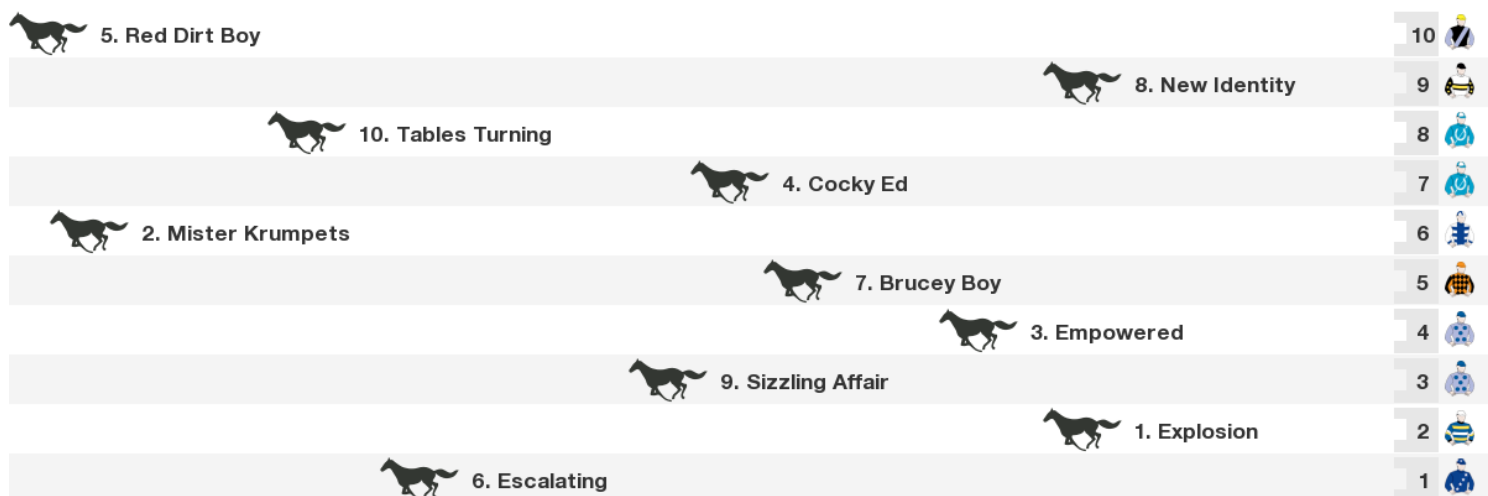 5. Red Dirt Boy 10
8. New Identity 9
10. Tables Turning 8
4. Cocky Ed 7
2. Mister Krumpets 6
7. Brucey Boy 5
3. Empowered 4
9. Sizzling Affair 3
1. Explosion 2
6. Escalating 1